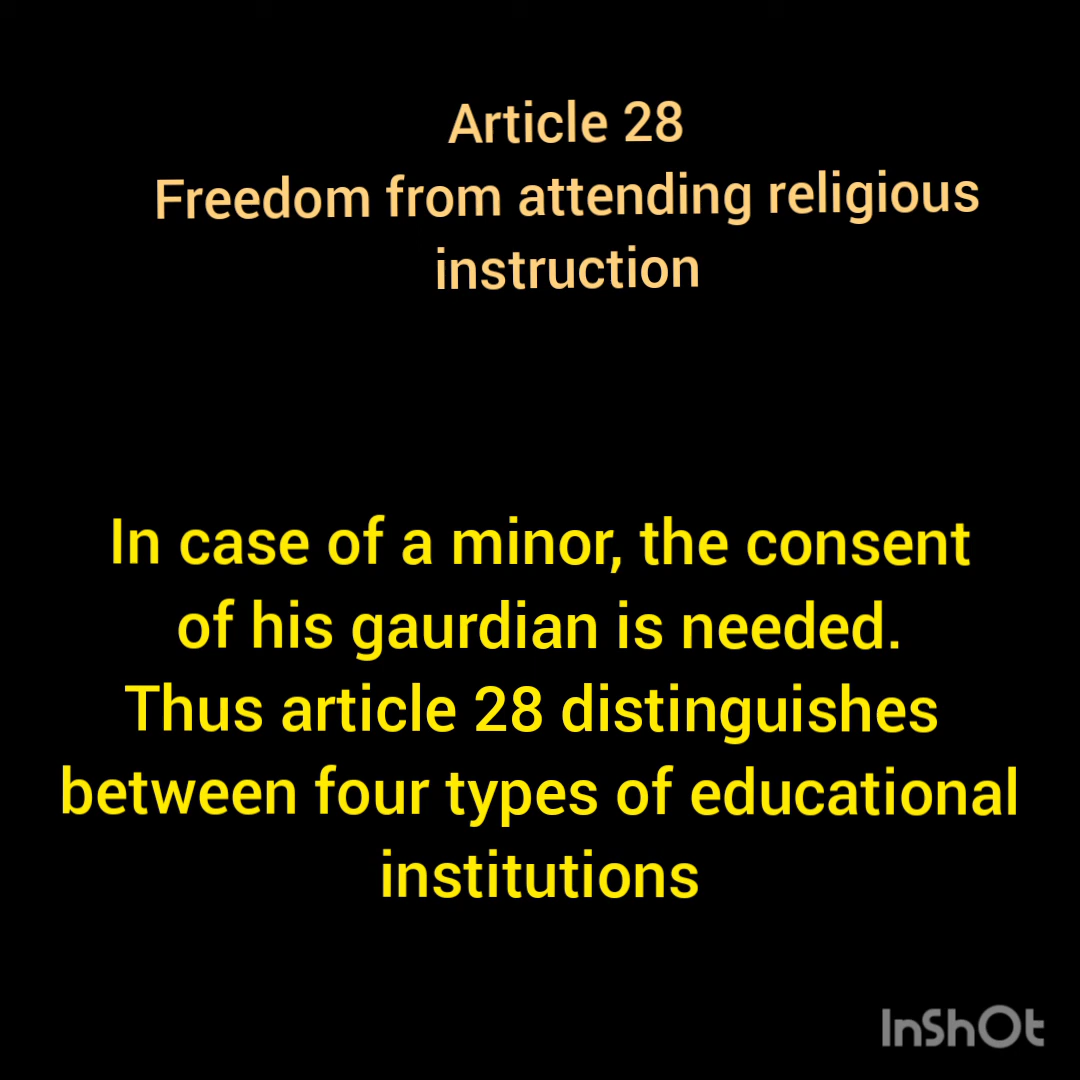 Article 28
Freedom from attending religious
instruction
In case of a minor, the consent
of his gaurdian is needed.
Thus article 28 distinguishes
between four types of educational
institutions
InShOt